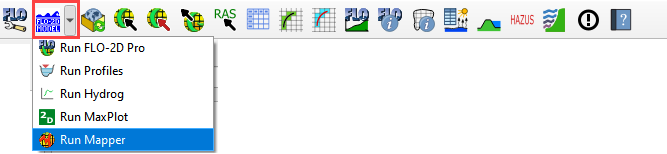 FLO FLO-2D MODEL RAS FLO FLO HAZUS
Run FLO-2D Pro
Run Profiles
Run Hydrog
2D Run MaxPlot
Run Mapper